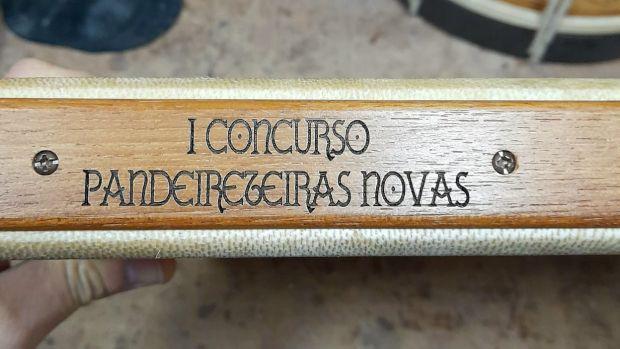 I CONCURSO
PANDEIRETEIRAS NOVAS